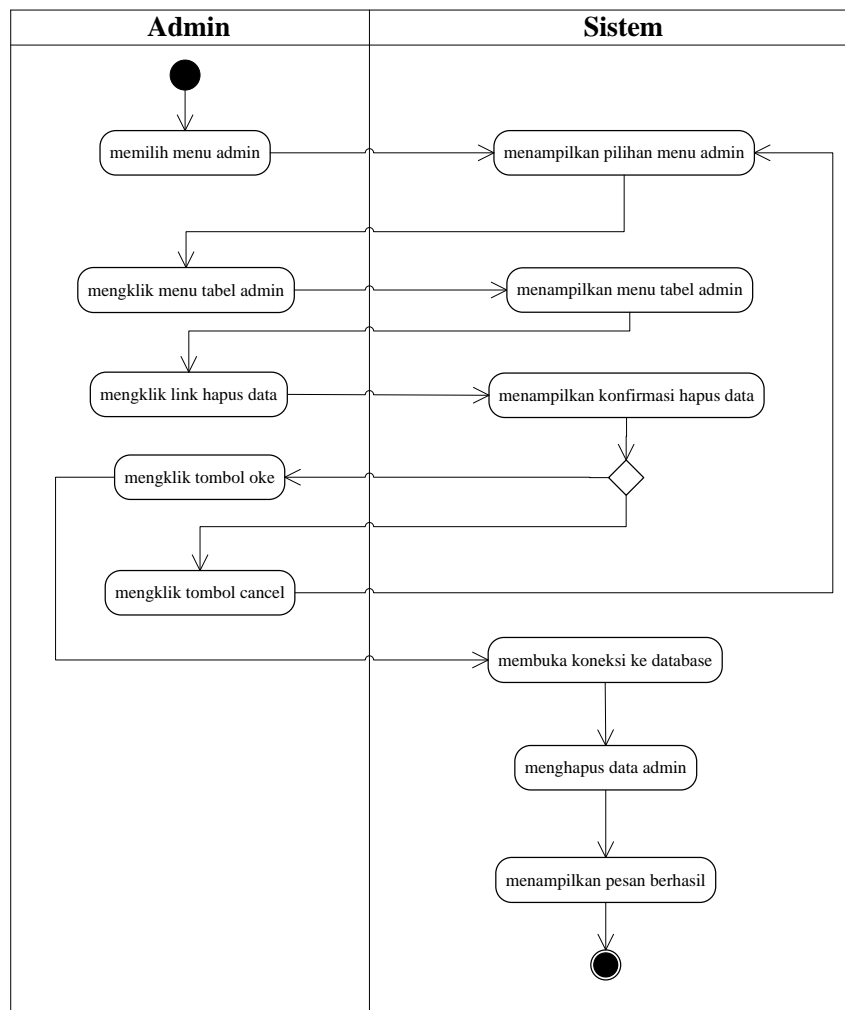 Admin
Sistem
memilih menu admin
menampilkan pilihan menu admin
mengklik menu tabel admin
menampilkan menu tabel admin
mengklik link hapus data
menampilkan konfirmasi hapus data
mengklik tombol oke
mengklik tombol cancel
membuka koneksi ke database
menghapus data admin
menampilkan pesan berhasil